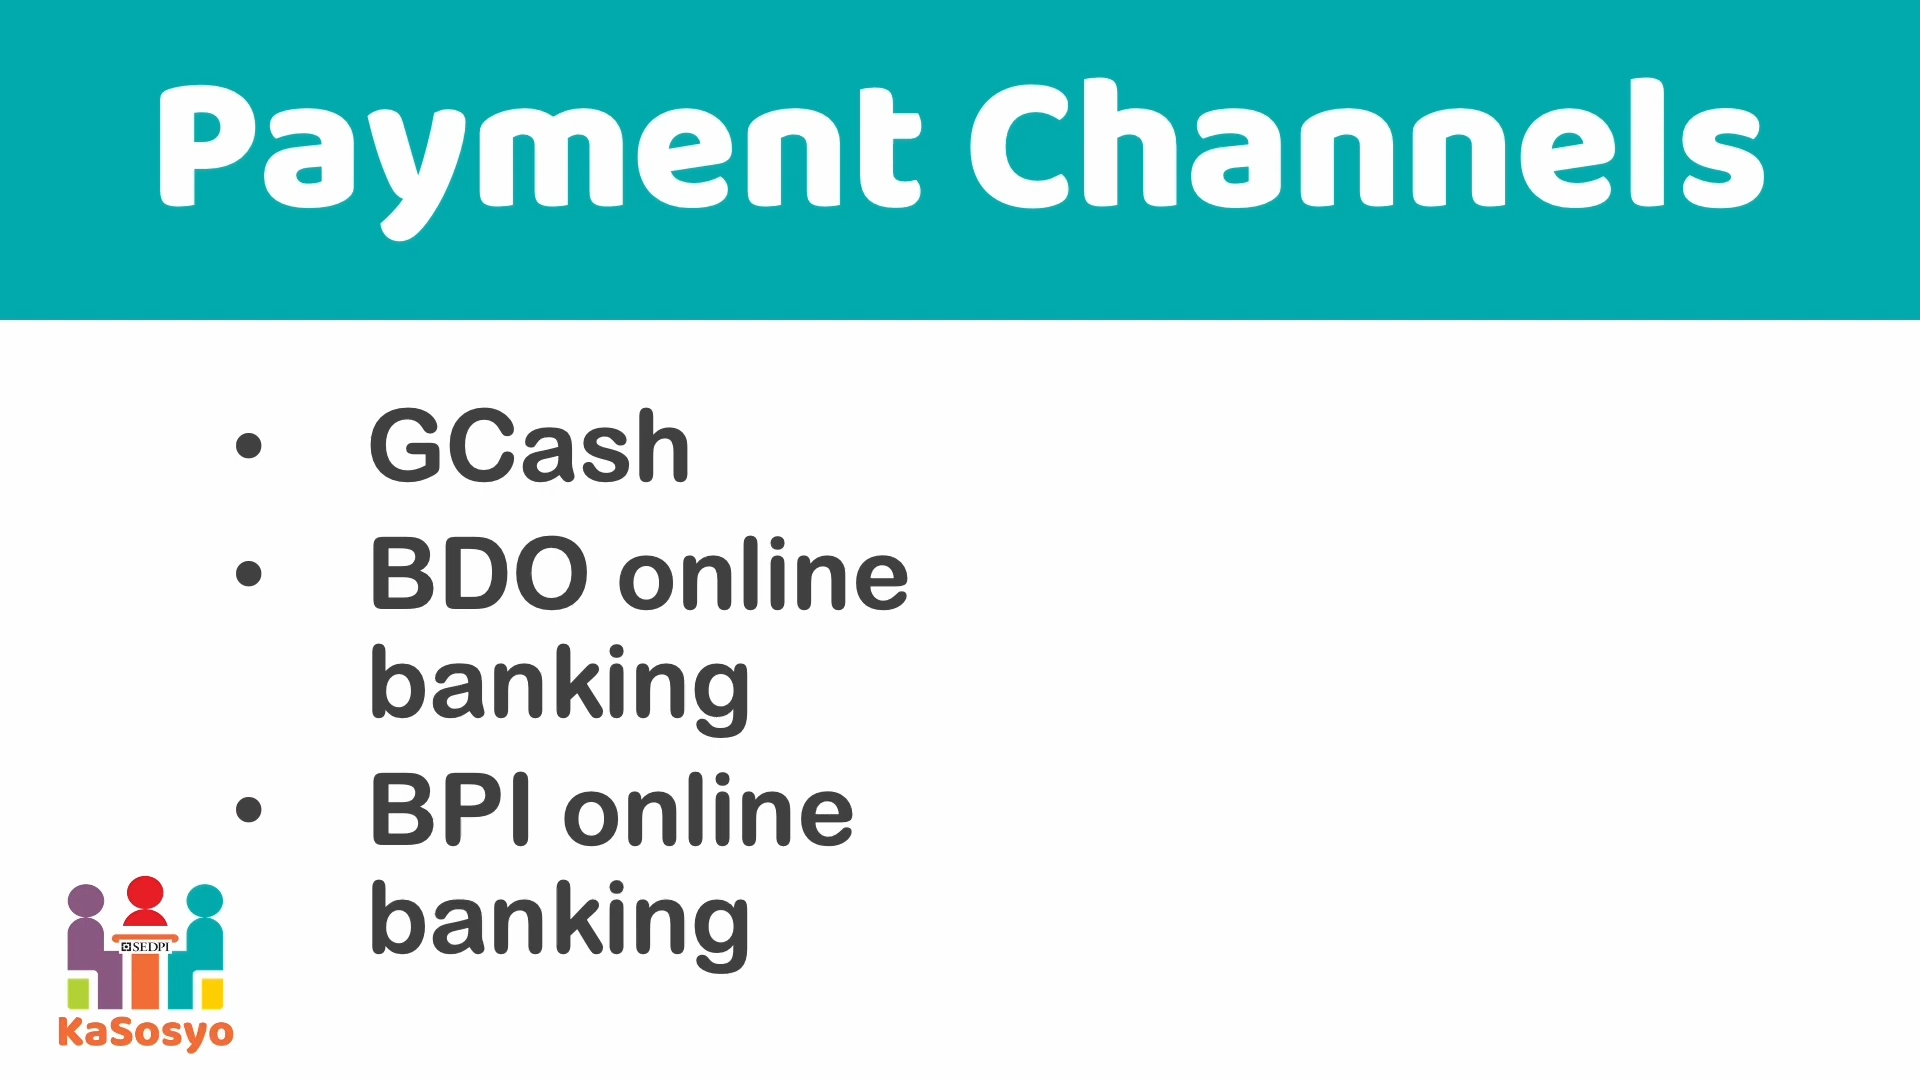 Payment Channels
• GCash
• BDO online
banking
• BPI online
banking
SEDPI
KaSosyo